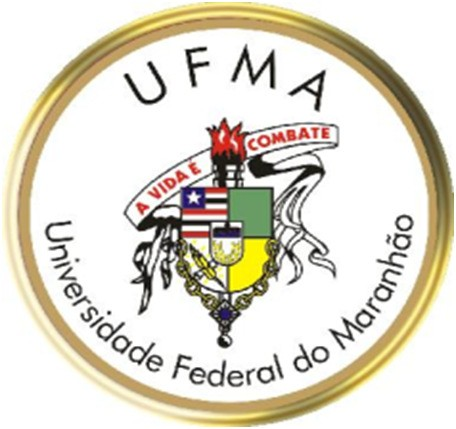 UFMA
A VIDA É COMBATE
Universidade Federal do Maranhão